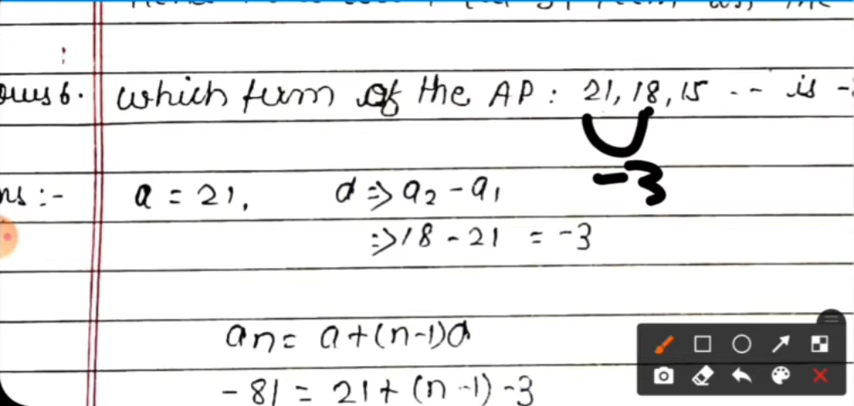 Ques 6. which term of the AP: 21, 18, 15 -- is -
-3
ns :- a = 21, d => a2 - a1
=> 18 - 21 = -3
an = a + (n-1)d
- 81 = 21 + (n-1) -3